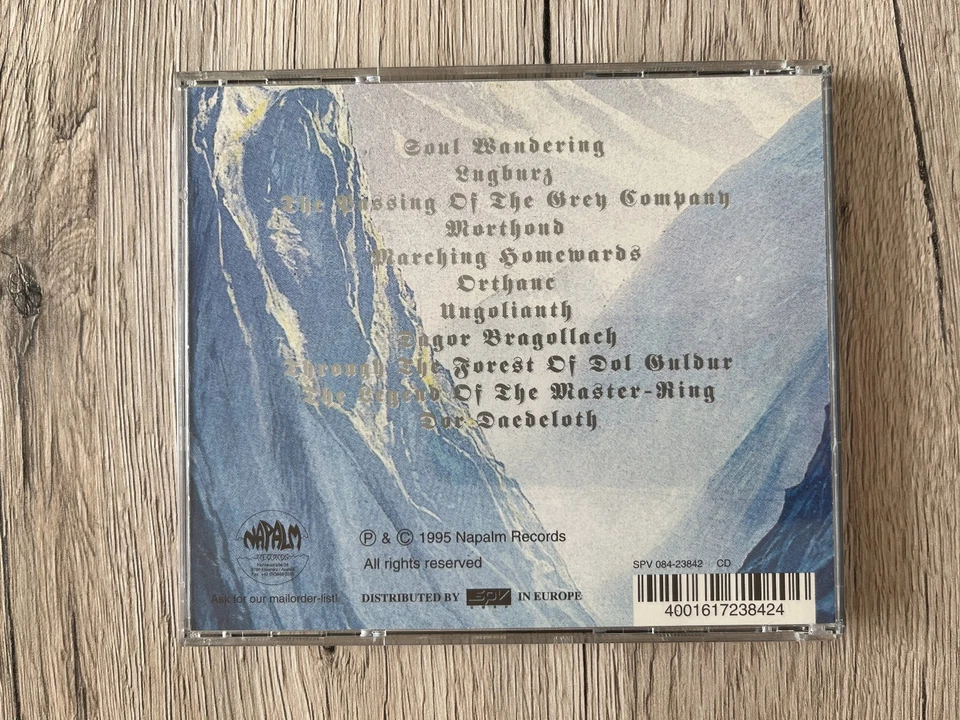 Soul Wandering
Lugburz
The Passing Of The Grey Company
Morthond
Marching Homewards
Orthanc
Ungolianth
Dagor Bragollach
Through The Forest Of Dol Guldur
The Legend Of The Master-Ring
Dor Daedeloth
NAPALM
RECORDS
Ⓟ & © 1995 Napalm Records
All rights reserved
Ask for our mailorder-list!
DISTRIBUTED BY SPV IN EUROPE
SPV 084-23842 CD
4001617238424